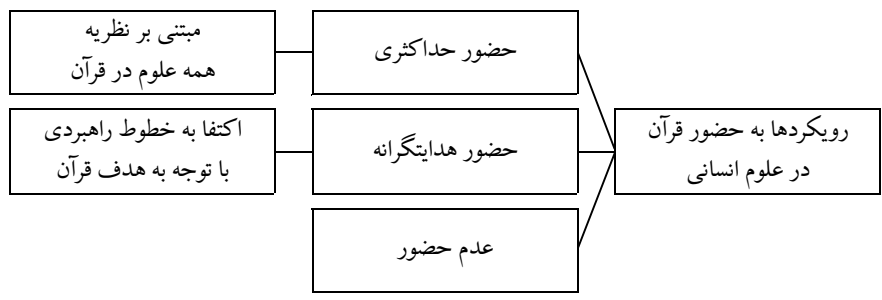 رویکردها به حضور قرآن
در علوم انسانی
حضور حداکثری
مبتنی بر نظریه
همه علوم در قرآن
حضور هدایتگرانه
اکتفا به خطوط راهبردی
با توجه به هدف قرآن
عدم حضور